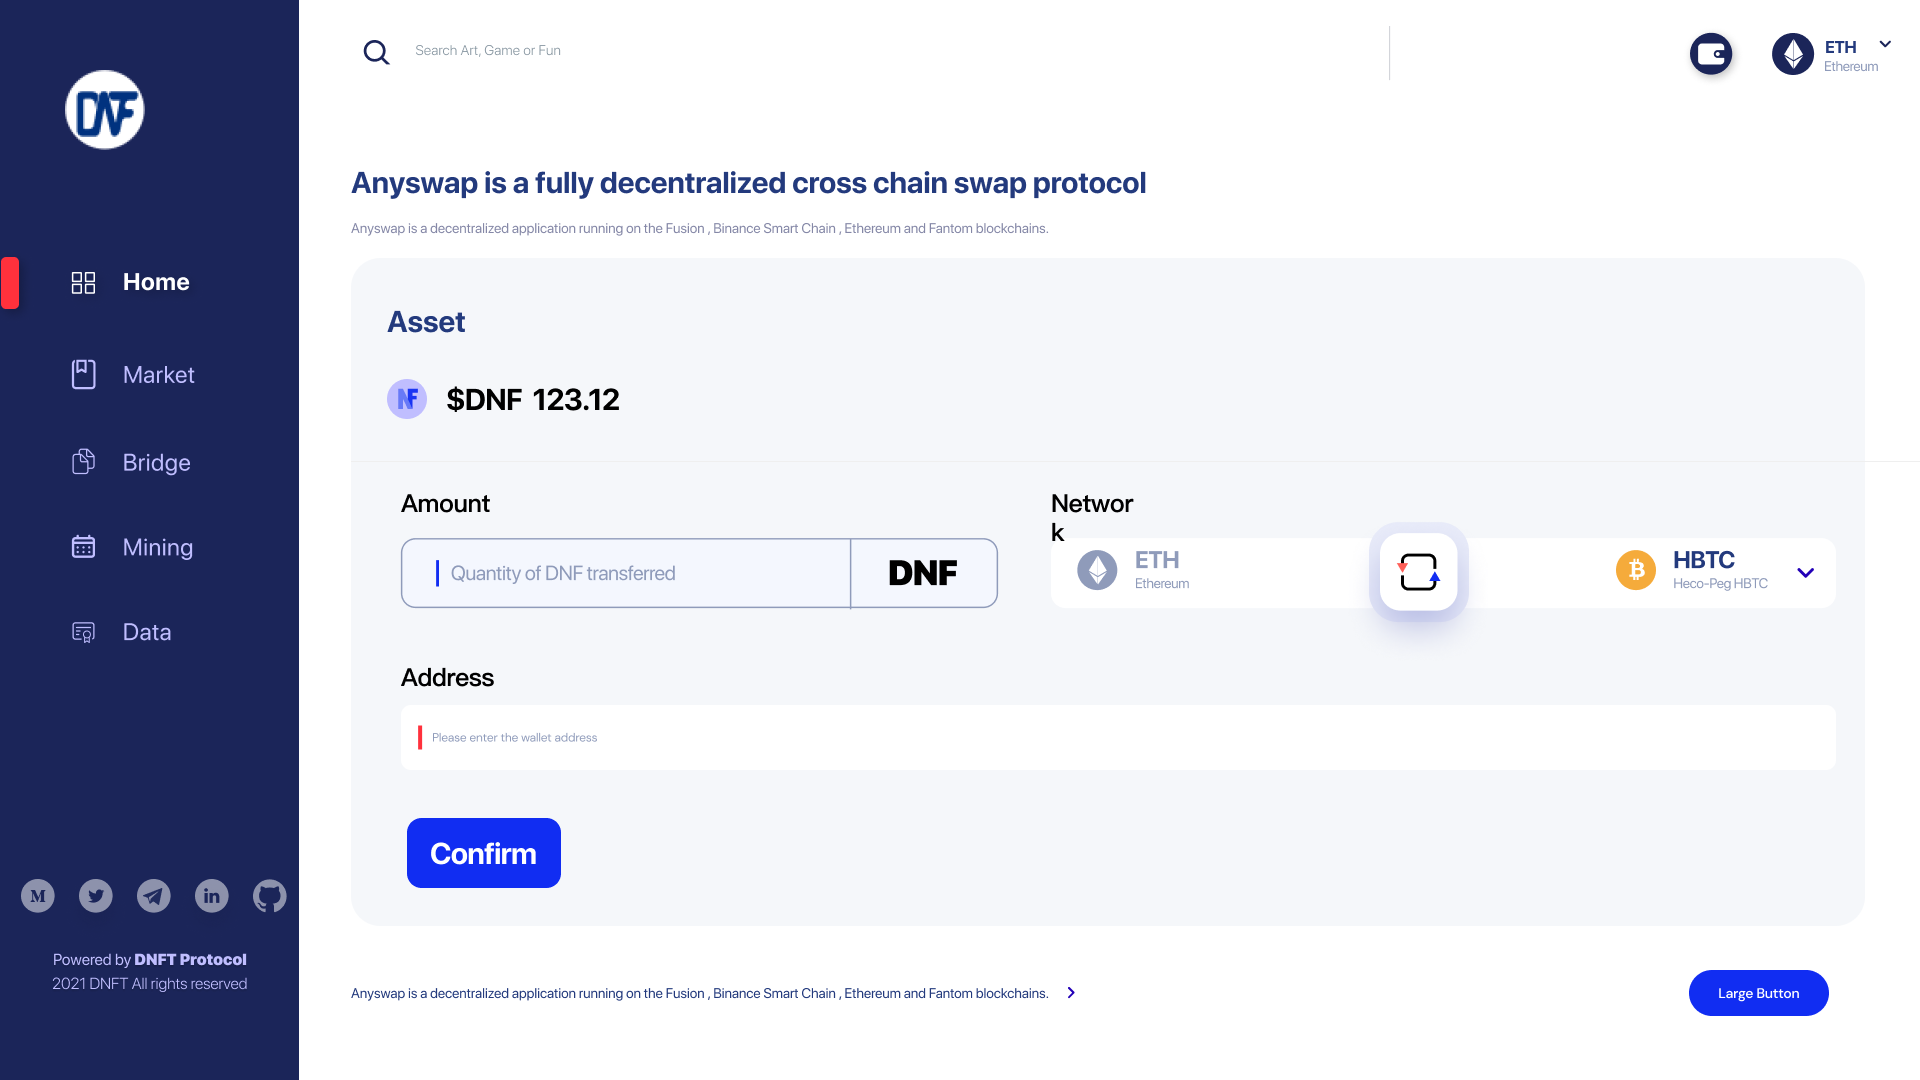 Search Art, Game or Fun
ETH
Ethereum
DNF
Anyswap is a fully decentralized cross chain swap protocol
Anyswap is a decentralized application running on the Fusion , Binance Smart Chain , Ethereum and Fantom blockchains.
Home
Market
Bridge
Mining
Data
Asset
NF
$DNF 123.12
Amount
Quantity of DNF transferred
DNF
Networ
k
ETH
Ethereum
HBTC
Heco-Peg HBTC
Address
Please enter the wallet address
Confirm
M
in
Powered by DNFT Protocol
2021 DNFT All rights reserved
Anyswap is a decentralized application running on the Fusion , Binance Smart Chain , Ethereum and Fantom blockchains.
Large Button